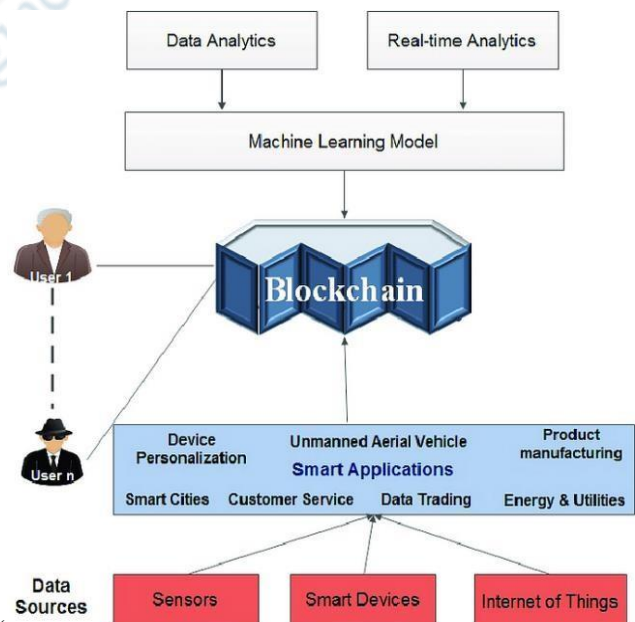 Data Analytics
Real-time Analytics
Machine Learning Model
User 1
Blockchain
User n
Device
Personalization
Unmanned Aerial Vehicle
Product
manufacturing
Smart Applications
Smart Cities
Customer Service
Data Trading
Energy & Utilities
Data
Sources
Sensors
Smart Devices
Internet of Things